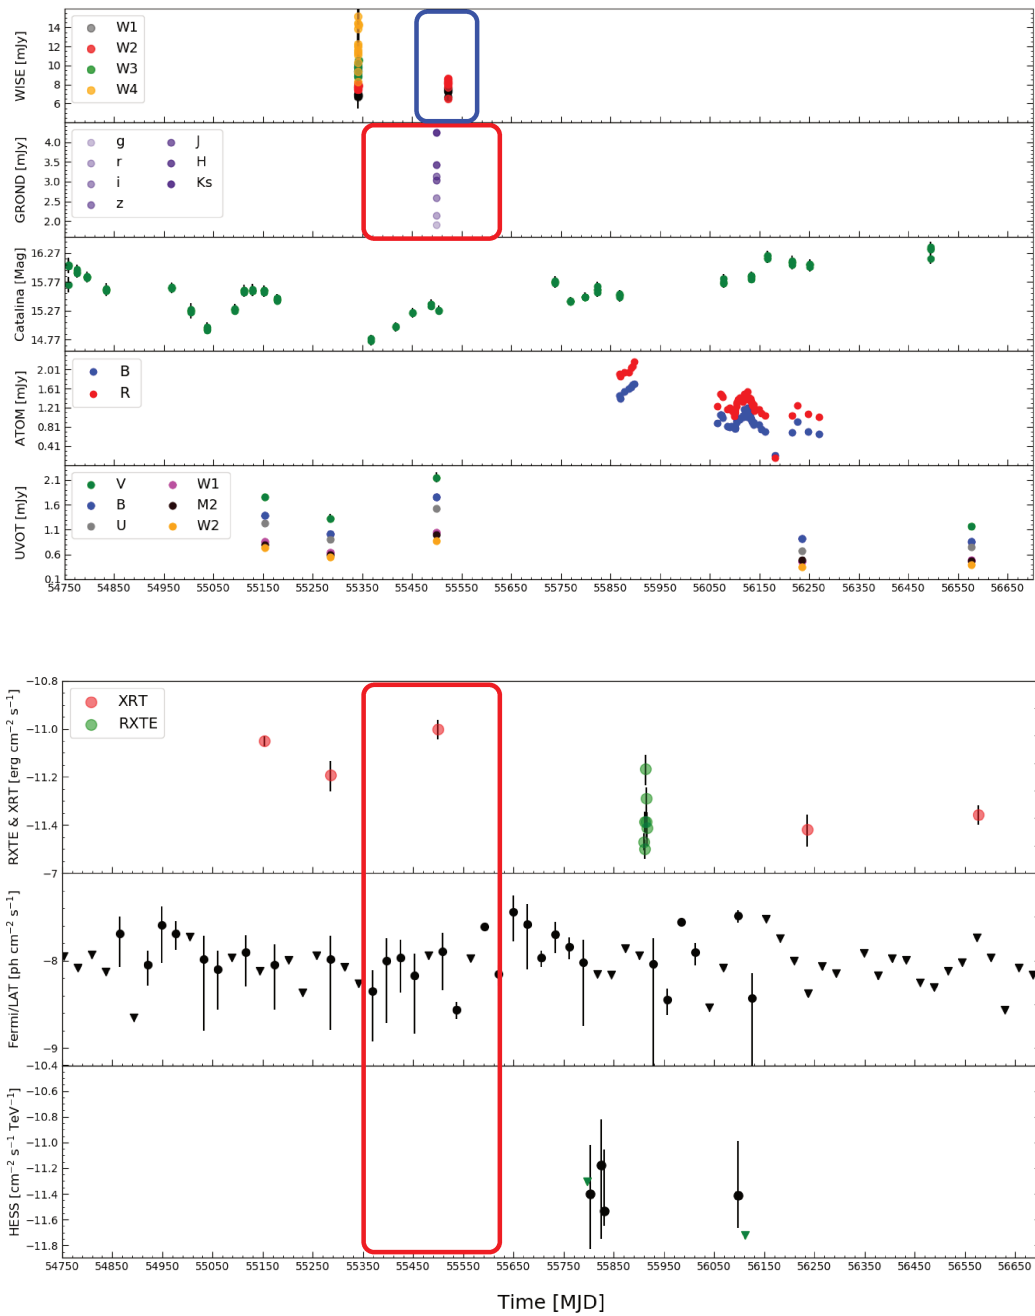 WISE [mJy]
16
14
12
10
8
6
W1
W2
W3
W4
GROND [mJy]
4.0
3.5
3.0
2.5
2.0
g J
r H
i Ks
z
Catalina [Mag]
16.27
15.77
15.27
14.77
ATOM [mJy]
2.01
1.61
1.21
0.81
0.41
B
R
UVOT [mJy]
2.1
1.6
1.1
0.6
0.1
V W1
B M2
U W2
54750 54850 54950 55050 55150 55250 55350 55450 55550 55650 55750 55850 55950 56050 56150 56250 56350 56450 56550 56650
RXTE & XRT [erg cm−2 s−1]
−10.8
−11.0
−11.2
−11.4
XRT
RXTE
Fermi/LAT [ph cm−2 s−1]
−7
−8
−9
HESS [cm−2 s−1 TeV−1]
−10.4
−10.6
−10.8
−11.0
−11.2
−11.4
−11.6
−11.8
54750 54850 54950 55050 55150 55250 55350 55450 55550 55650 55750 55850 55950 56050 56150 56250 56350 56450 56550 56650
Time [MJD]